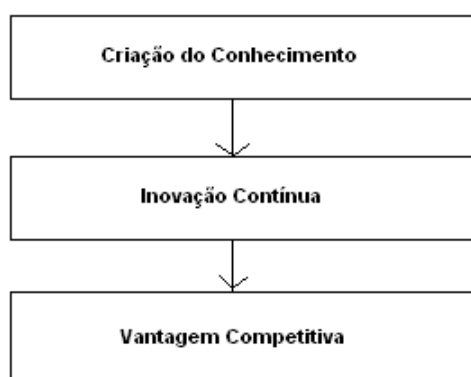 Criação do Conhecimento
Inovação Contínua
Vantagem Competitiva